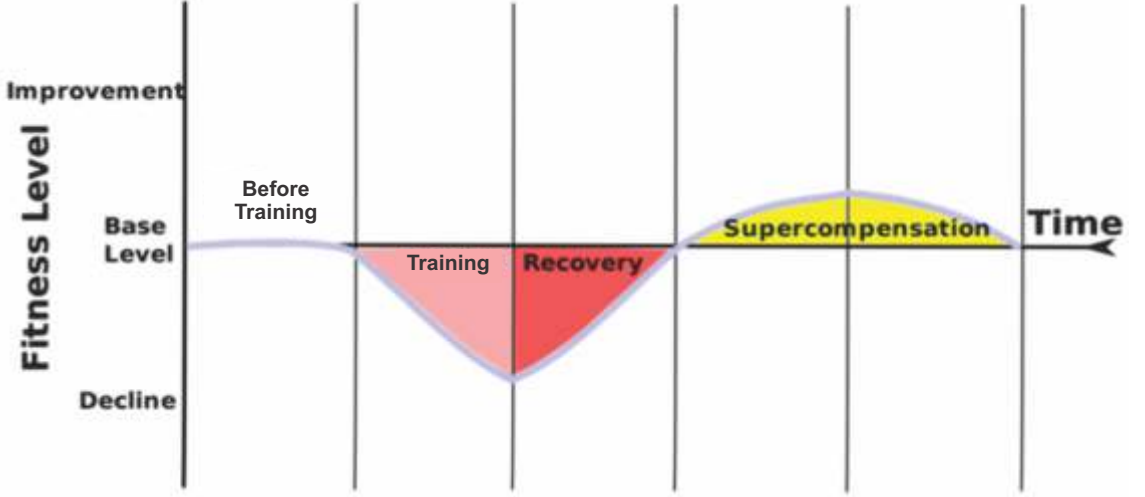 Improvement
Fitness Level
Before
Training
Base
Level
Supercompensation
Time
Training
Recovery
Decline